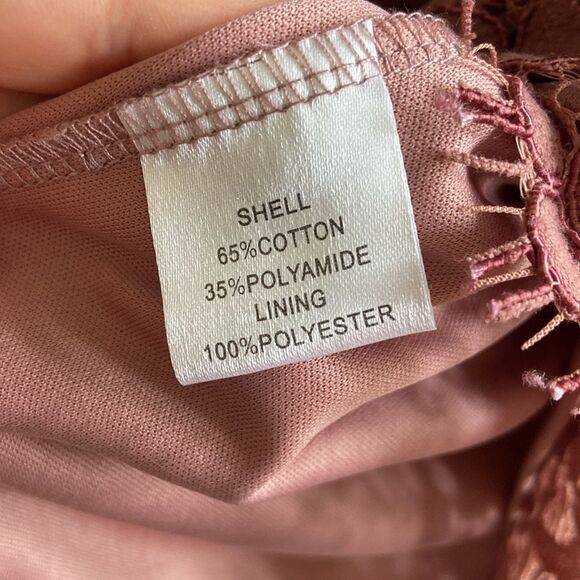 SHELL
65%COTTON
35%POLYAMIDE
LINING
100%POLYESTER